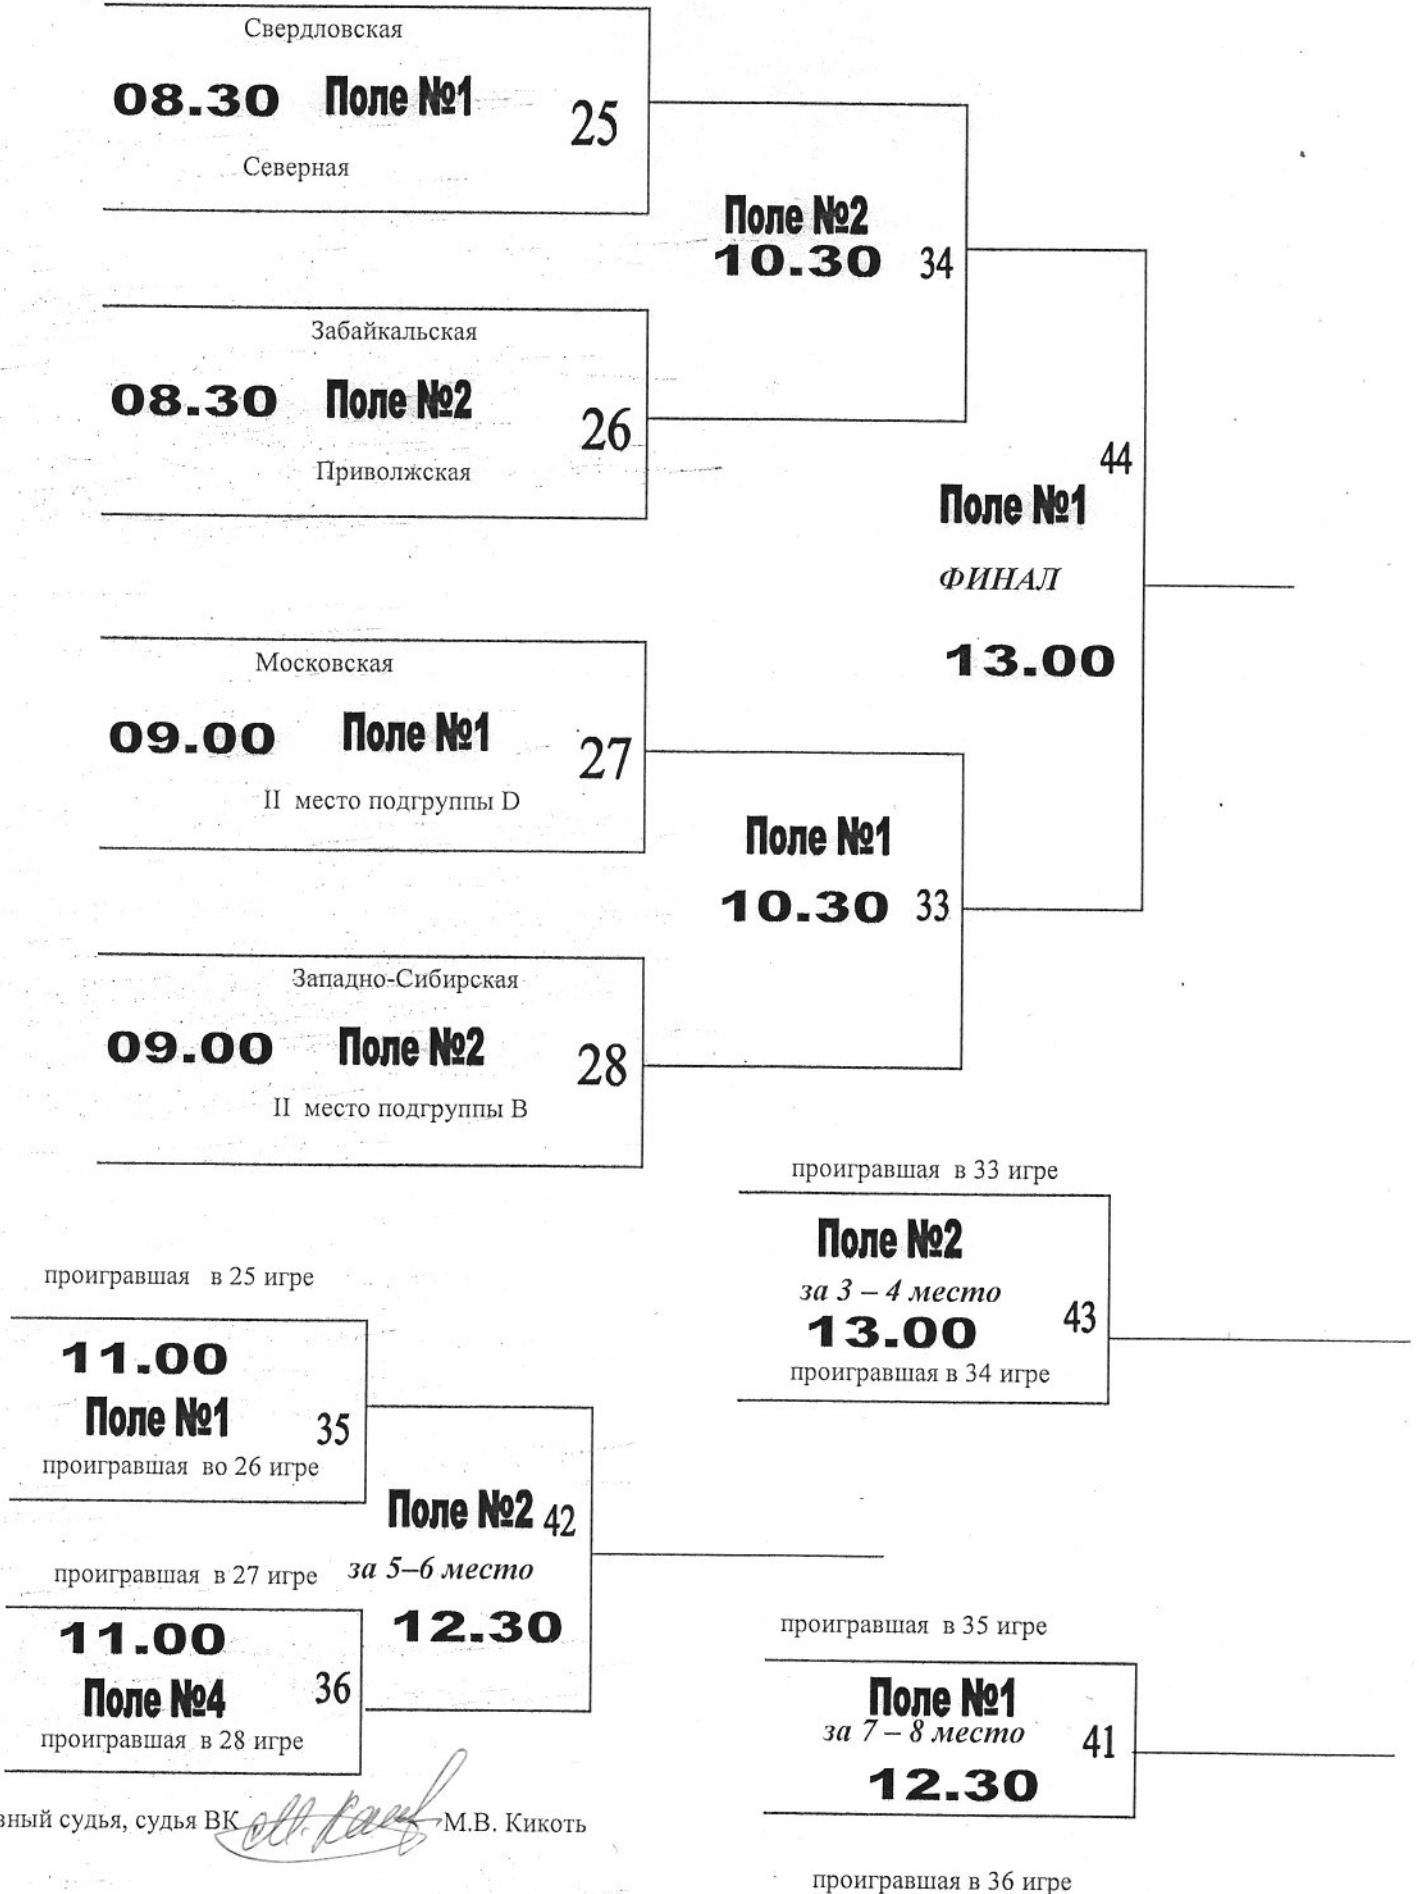 Свердловская
08.30 Поле №1
25
Северная
Поле №2
10.30 34
Забайкальская
08.30 Поле №2
26
Приволжская
44
Поле №1
ФИНАЛ
13.00
Московская
09.00 Поле №1
27
II место подгруппы D
Поле №1
10.30 33
Западно-Сибирская
09.00 Поле №2
28
II место подгруппы В
проигравшая в 33 игре
Поле №2
за 3 – 4 место
43
13.00
проигравшая в 34 игре
проигравшая в 25 игре
11.00
Поле №1 35
проигравшая во 26 игре
Поле №2 42
за 5–6 место
12.30
проигравшая в 27 игре
11.00
36
Поле №4
проигравшая в 28 игре
проигравшая в 35 игре
Поле №1
за 7 – 8 место
41
12.30
проигравшая в 36 игре
вный судья, судья ВК М.В. Кикоть